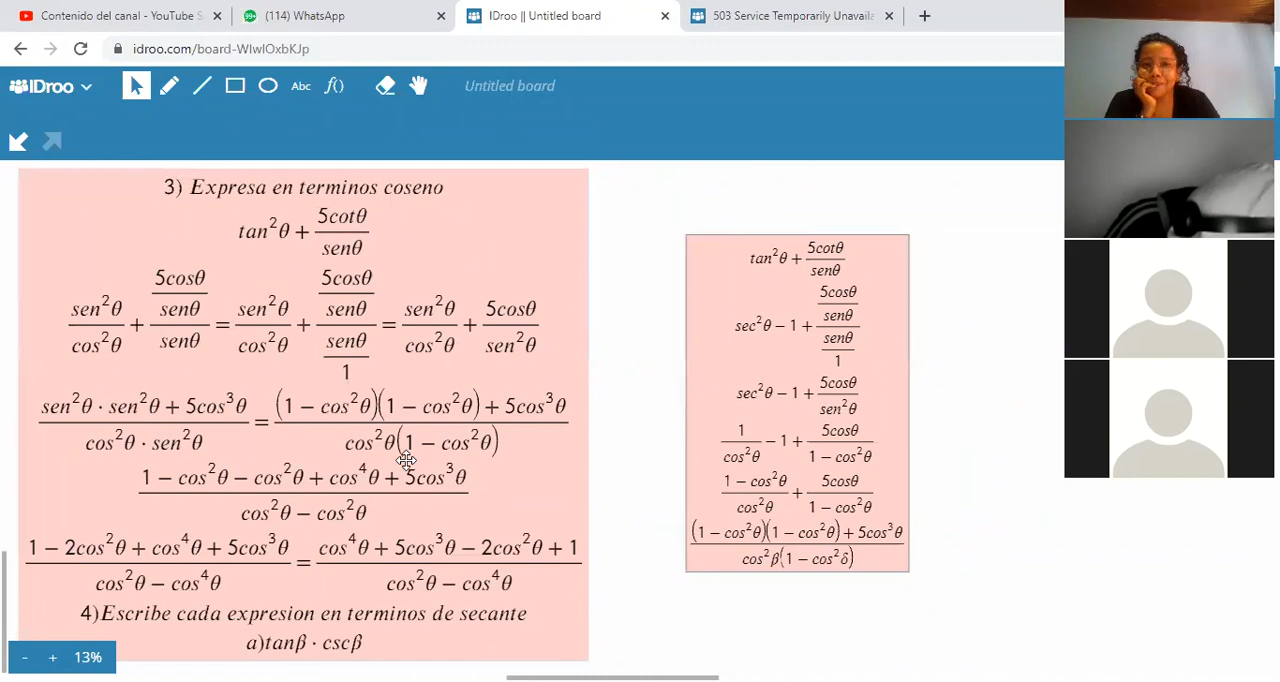 Contenido del canal - YouTube S
(114) WhatsApp
IDroo || Untitled board
503 Service Temporarily Unavaila
idroo.com/board-WIwIOxbKJp
IDroo
Abc
f()
Untitled board
3) Expresa en terminos coseno
tan²θ + 5cotθ/senθ
sen²θ/cos²θ + (5cosθ/senθ)/senθ = sen²θ/cos²θ + (5cosθ/senθ)/(senθ/1) = sen²θ/cos²θ + 5cosθ/sen²θ
(sen²θ · sen²θ + 5cos³θ)/(cos²θ · sen²θ) = ((1 − cos²θ)(1 − cos²θ) + 5cos³θ)/(cos²θ(1 − cos²θ))
(1 − cos²θ − cos²θ + cos⁴θ + 5cos³θ)/(cos²θ − cos²θ)
(1 − 2cos²θ + cos⁴θ + 5cos³θ)/(cos²θ − cos⁴θ) = (cos⁴θ + 5cos³θ − 2cos²θ + 1)/(cos²θ − cos⁴θ)
4)Escribe cada expresion en terminos de secante
a)tanβ · cscβ
tan²θ + 5cotθ/senθ
sec²θ − 1 + (5cosθ/senθ)/(senθ/1)
sec²θ − 1 + 5cosθ/sen²θ
1/cos²θ − 1 + 5cosθ/(1 − cos²θ)
(1 − cos²θ)/cos²θ + 5cosθ/(1 − cos²θ)
((1 − cos²θ)(1 − cos²θ) + 5cos³θ)/(cos²β(1 − cos²δ))
- + 13%